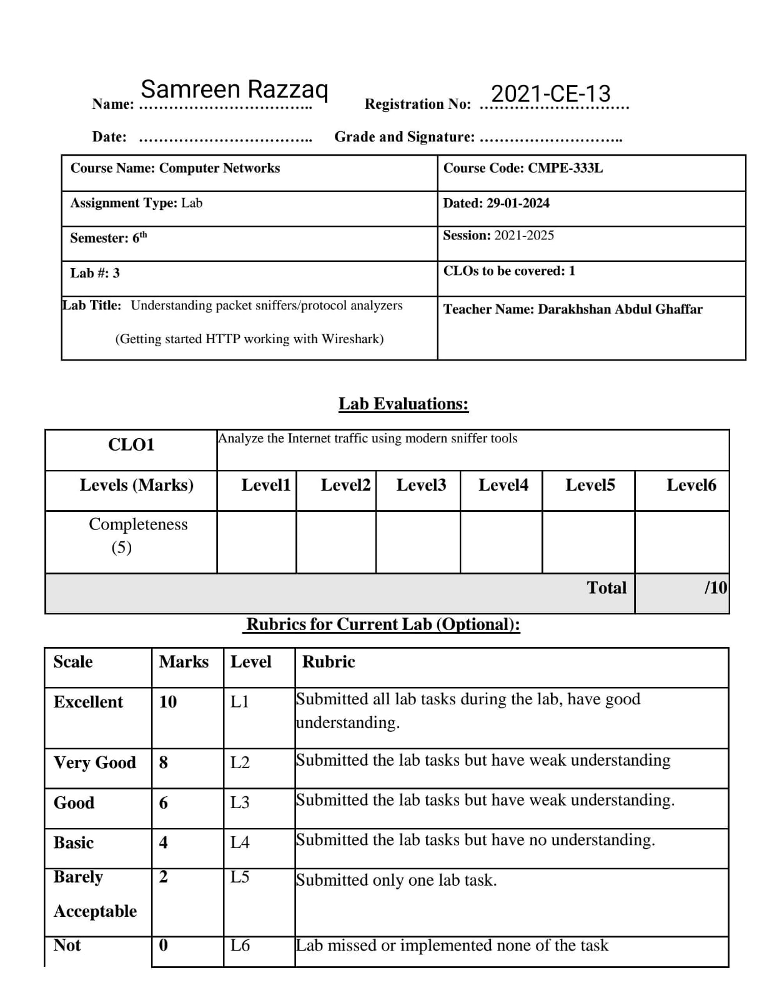 Name: Samreen Razzaq Registration No: 2021-CE-13
Date: …………………………….. Grade and Signature: ………………………..
Course Name: Computer Networks Course Code: CMPE-333L
Assignment Type: Lab Dated: 29-01-2024
Semester: 6th Session: 2021-2025
Lab #: 3 CLOs to be covered: 1
Lab Title: Understanding packet sniffers/protocol analyzers Teacher Name: Darakhshan Abdul Ghaffar
(Getting started HTTP working with Wireshark)
Lab Evaluations:
CLO1 Analyze the Internet traffic using modern sniffer tools
Levels (Marks) Level1 Level2 Level3 Level4 Level5 Level6
Completeness
(5)
Total /10
Rubrics for Current Lab (Optional):
Scale Marks Level Rubric
Excellent 10 L1 Submitted all lab tasks during the lab, have good
understanding.
Very Good 8 L2 Submitted the lab tasks but have weak understanding
Good 6 L3 Submitted the lab tasks but have weak understanding.
Basic 4 L4 Submitted the lab tasks but have no understanding.
Barely 2 L5 Submitted only one lab task.
Acceptable
Not 0 L6 Lab missed or implemented none of the task